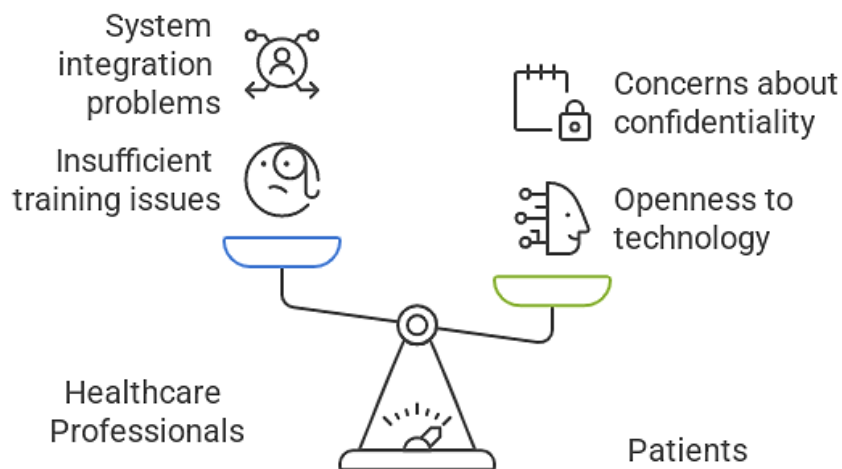 System
integration
problems
Insufficient
training issues
Concerns about
confidentiality
Openness to
technology
Healthcare
Professionals
Patients